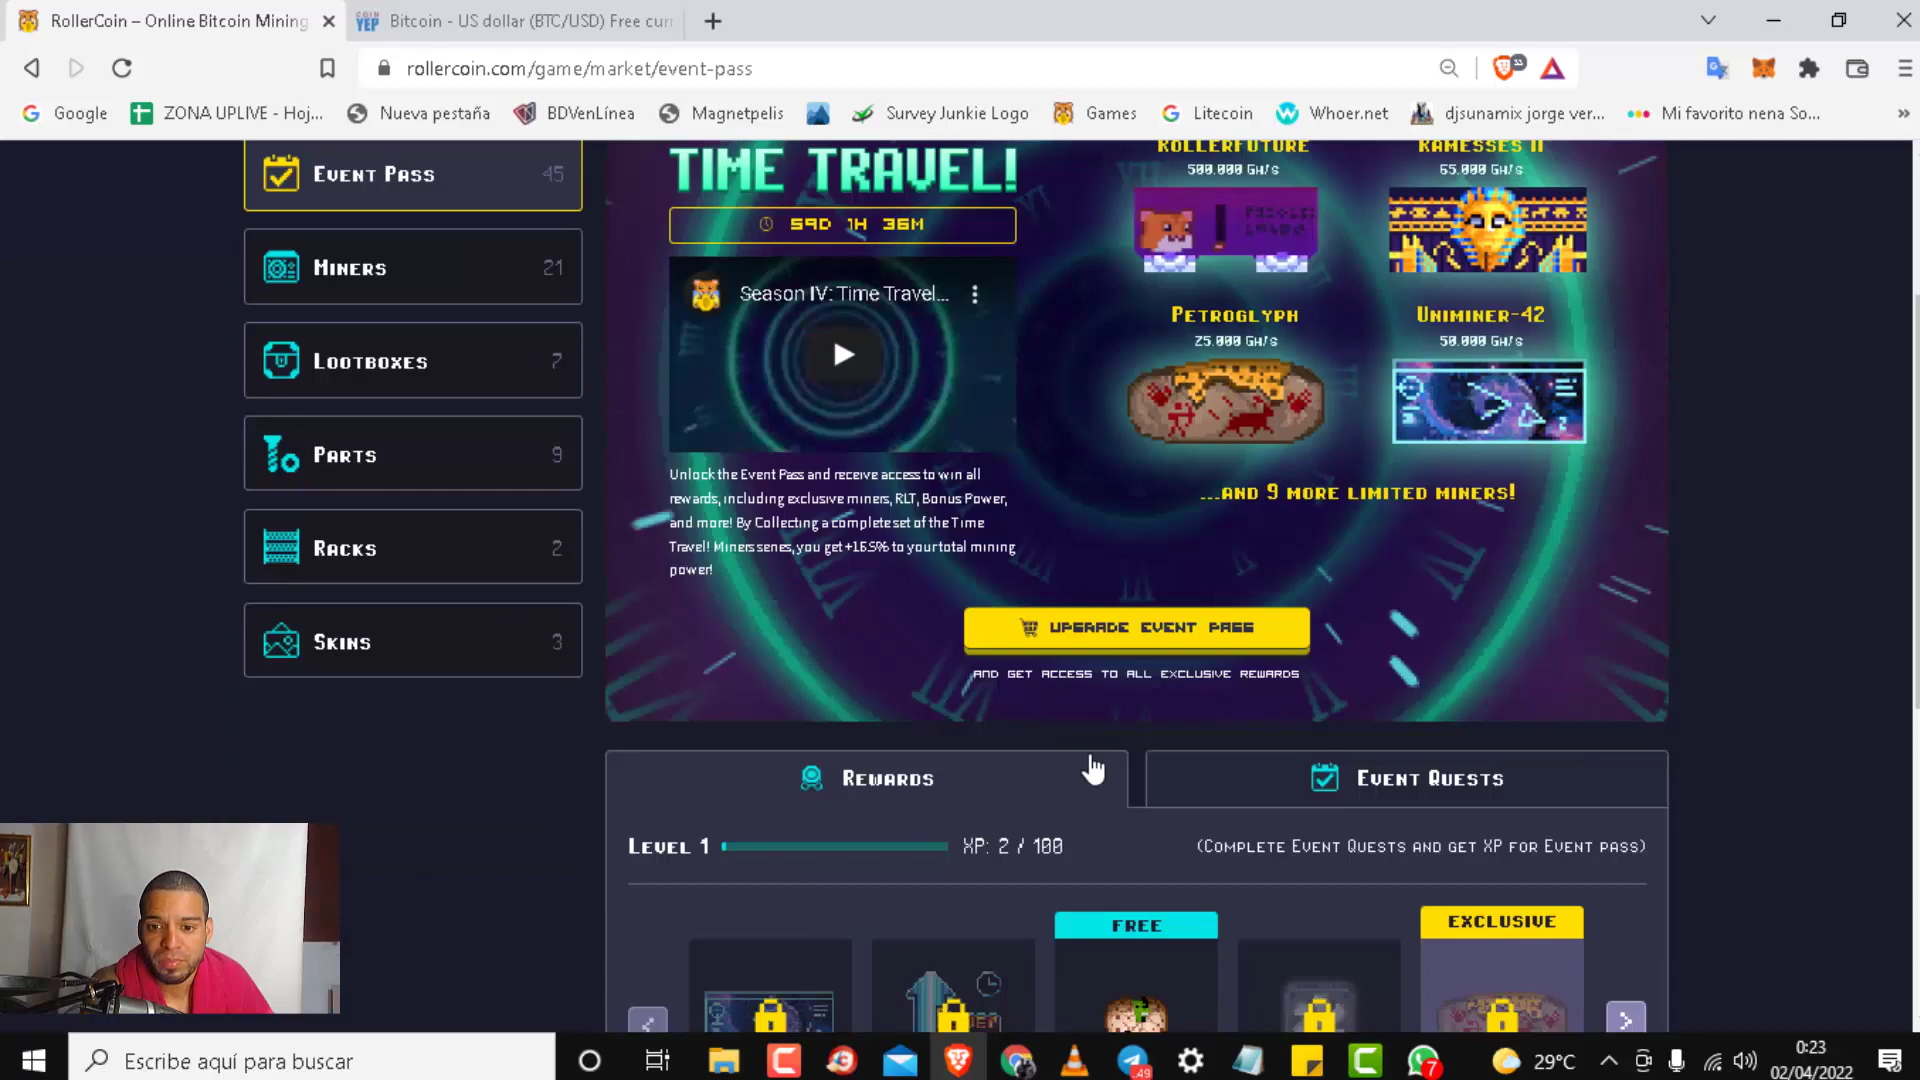 RollerCoin – Online Bitcoin Mining
COIN YEP
Bitcoin - US dollar (BTC/USD) Free curr
rollercoin.com/game/market/event-pass
Google
ZONA UPLIVE - Hoj...
Nueva pestaña
BDVenLínea
Magnetpelis
Survey Junkie Logo
Games
Litecoin
Whoer.net
djsunamix jorge ver...
Mi favorito nena So...
EVENT PASS 45
MINERS 21
LOOTBOXES 7
PARTS 9
RACKS 2
SKINS 3
TIME TRAVEL!
59D 1H 36M
Season IV: Time Travel...
Unlock the Event Pass and receive access to win all
rewards, including exclusive miners, RLT, Bonus Power,
and more! By Collecting a complete set of the Time
Travel! Miners series, you get +16.5% to your total mining
power!
ROLLERFUTURE
500.000 GH/S
RAMESSES II
65.000 GH/S
PETROGLYPH
25.000 GH/S
UNIMINER-42
50.000 GH/S
...AND 9 MORE LIMITED MINERS!
UPGRADE EVENT PASS
AND GET ACCESS TO ALL EXCLUSIVE REWARDS
REWARDS
EVENT QUESTS
LEVEL 1
XP: 2 / 100
(COMPLETE EVENT QUESTS AND GET XP FOR EVENT PASS)
FREE
EXCLUSIVE
Escribe aquí para buscar
.49
7
29°C
0:23
02/04/2022